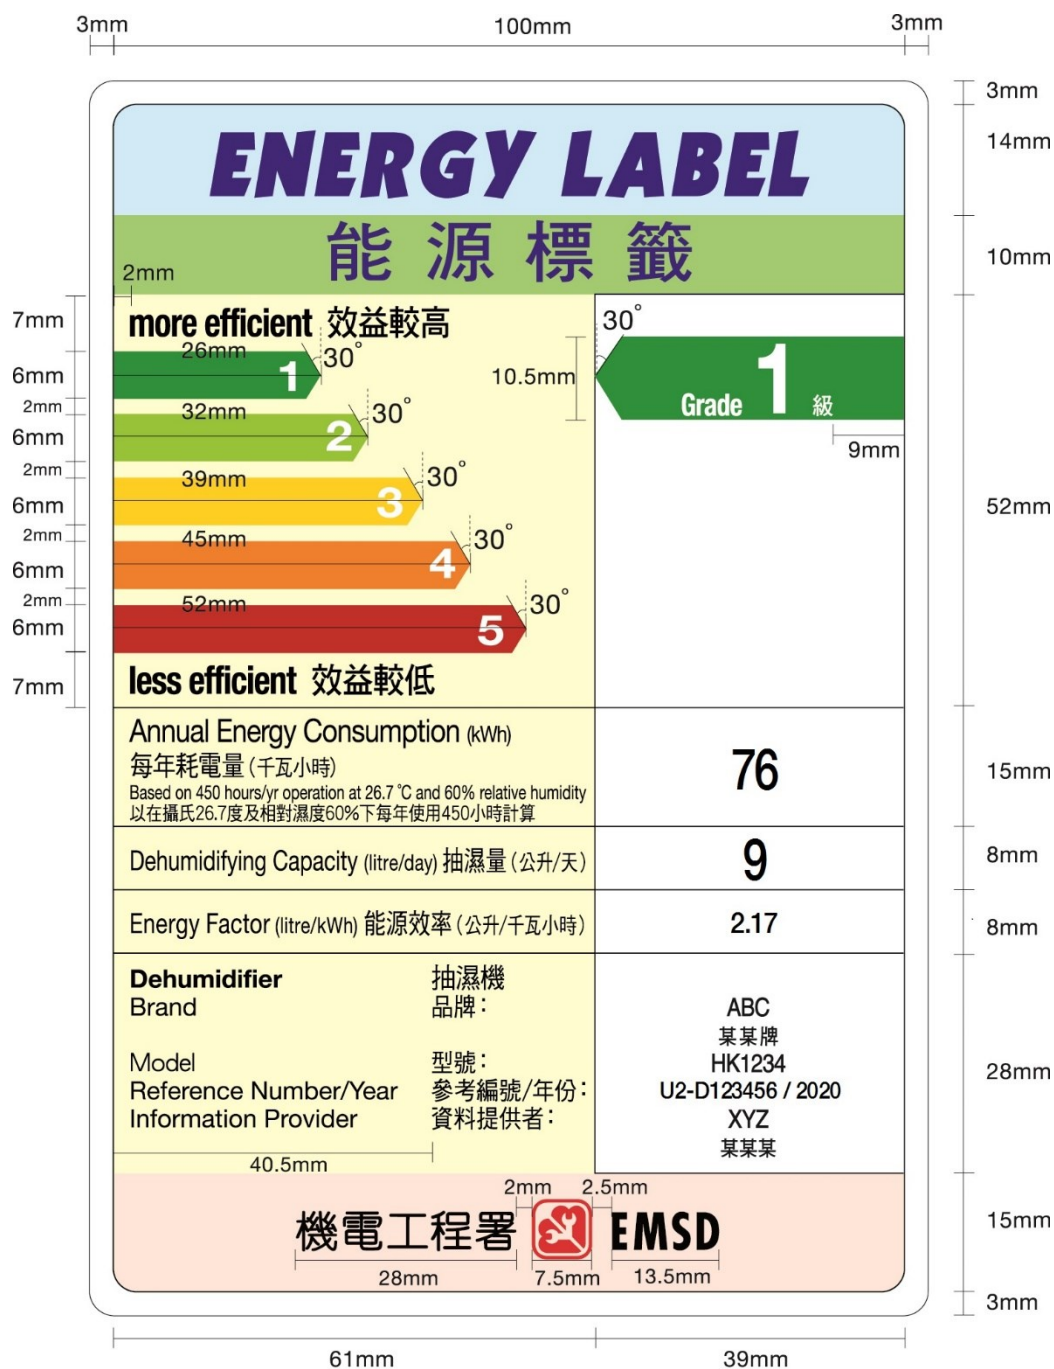 3mm 100mm 3mm
3mm
ENERGY LABEL
14mm
能源標籤
10mm
2mm
7mm
more efficient 效益較高
30°
26mm
1
30°
6mm
10.5mm
Grade 1 級
2mm
32mm
2
30°
6mm
9mm
2mm
39mm
3
30°
6mm
52mm
2mm
45mm
4
30°
6mm
2mm
52mm
5
30°
6mm
7mm
less efficient 效益較低
Annual Energy Consumption (kWh)
每年耗電量(千瓦小時)
Based on 450 hours/yr operation at 26.7 °C and 60% relative humidity
以在攝氏26.7度及相對濕度60%下每年使用450小時計算
76
15mm
Dehumidifying Capacity (litre/day) 抽濕量(公升/天)
9
8mm
Energy Factor (litre/kWh) 能源效率(公升/千瓦小時)
2.17
8mm
Dehumidifier 抽濕機
Brand 品牌: ABC
某某牌
Model 型號: HK1234
28mm
Reference Number/Year 參考編號/年份: U2-D123456 / 2020
Information Provider 資料提供者: XYZ
某某某
40.5mm
2mm 2.5mm
機電工程署 EMSD
15mm
28mm 7.5mm 13.5mm
3mm
61mm 39mm